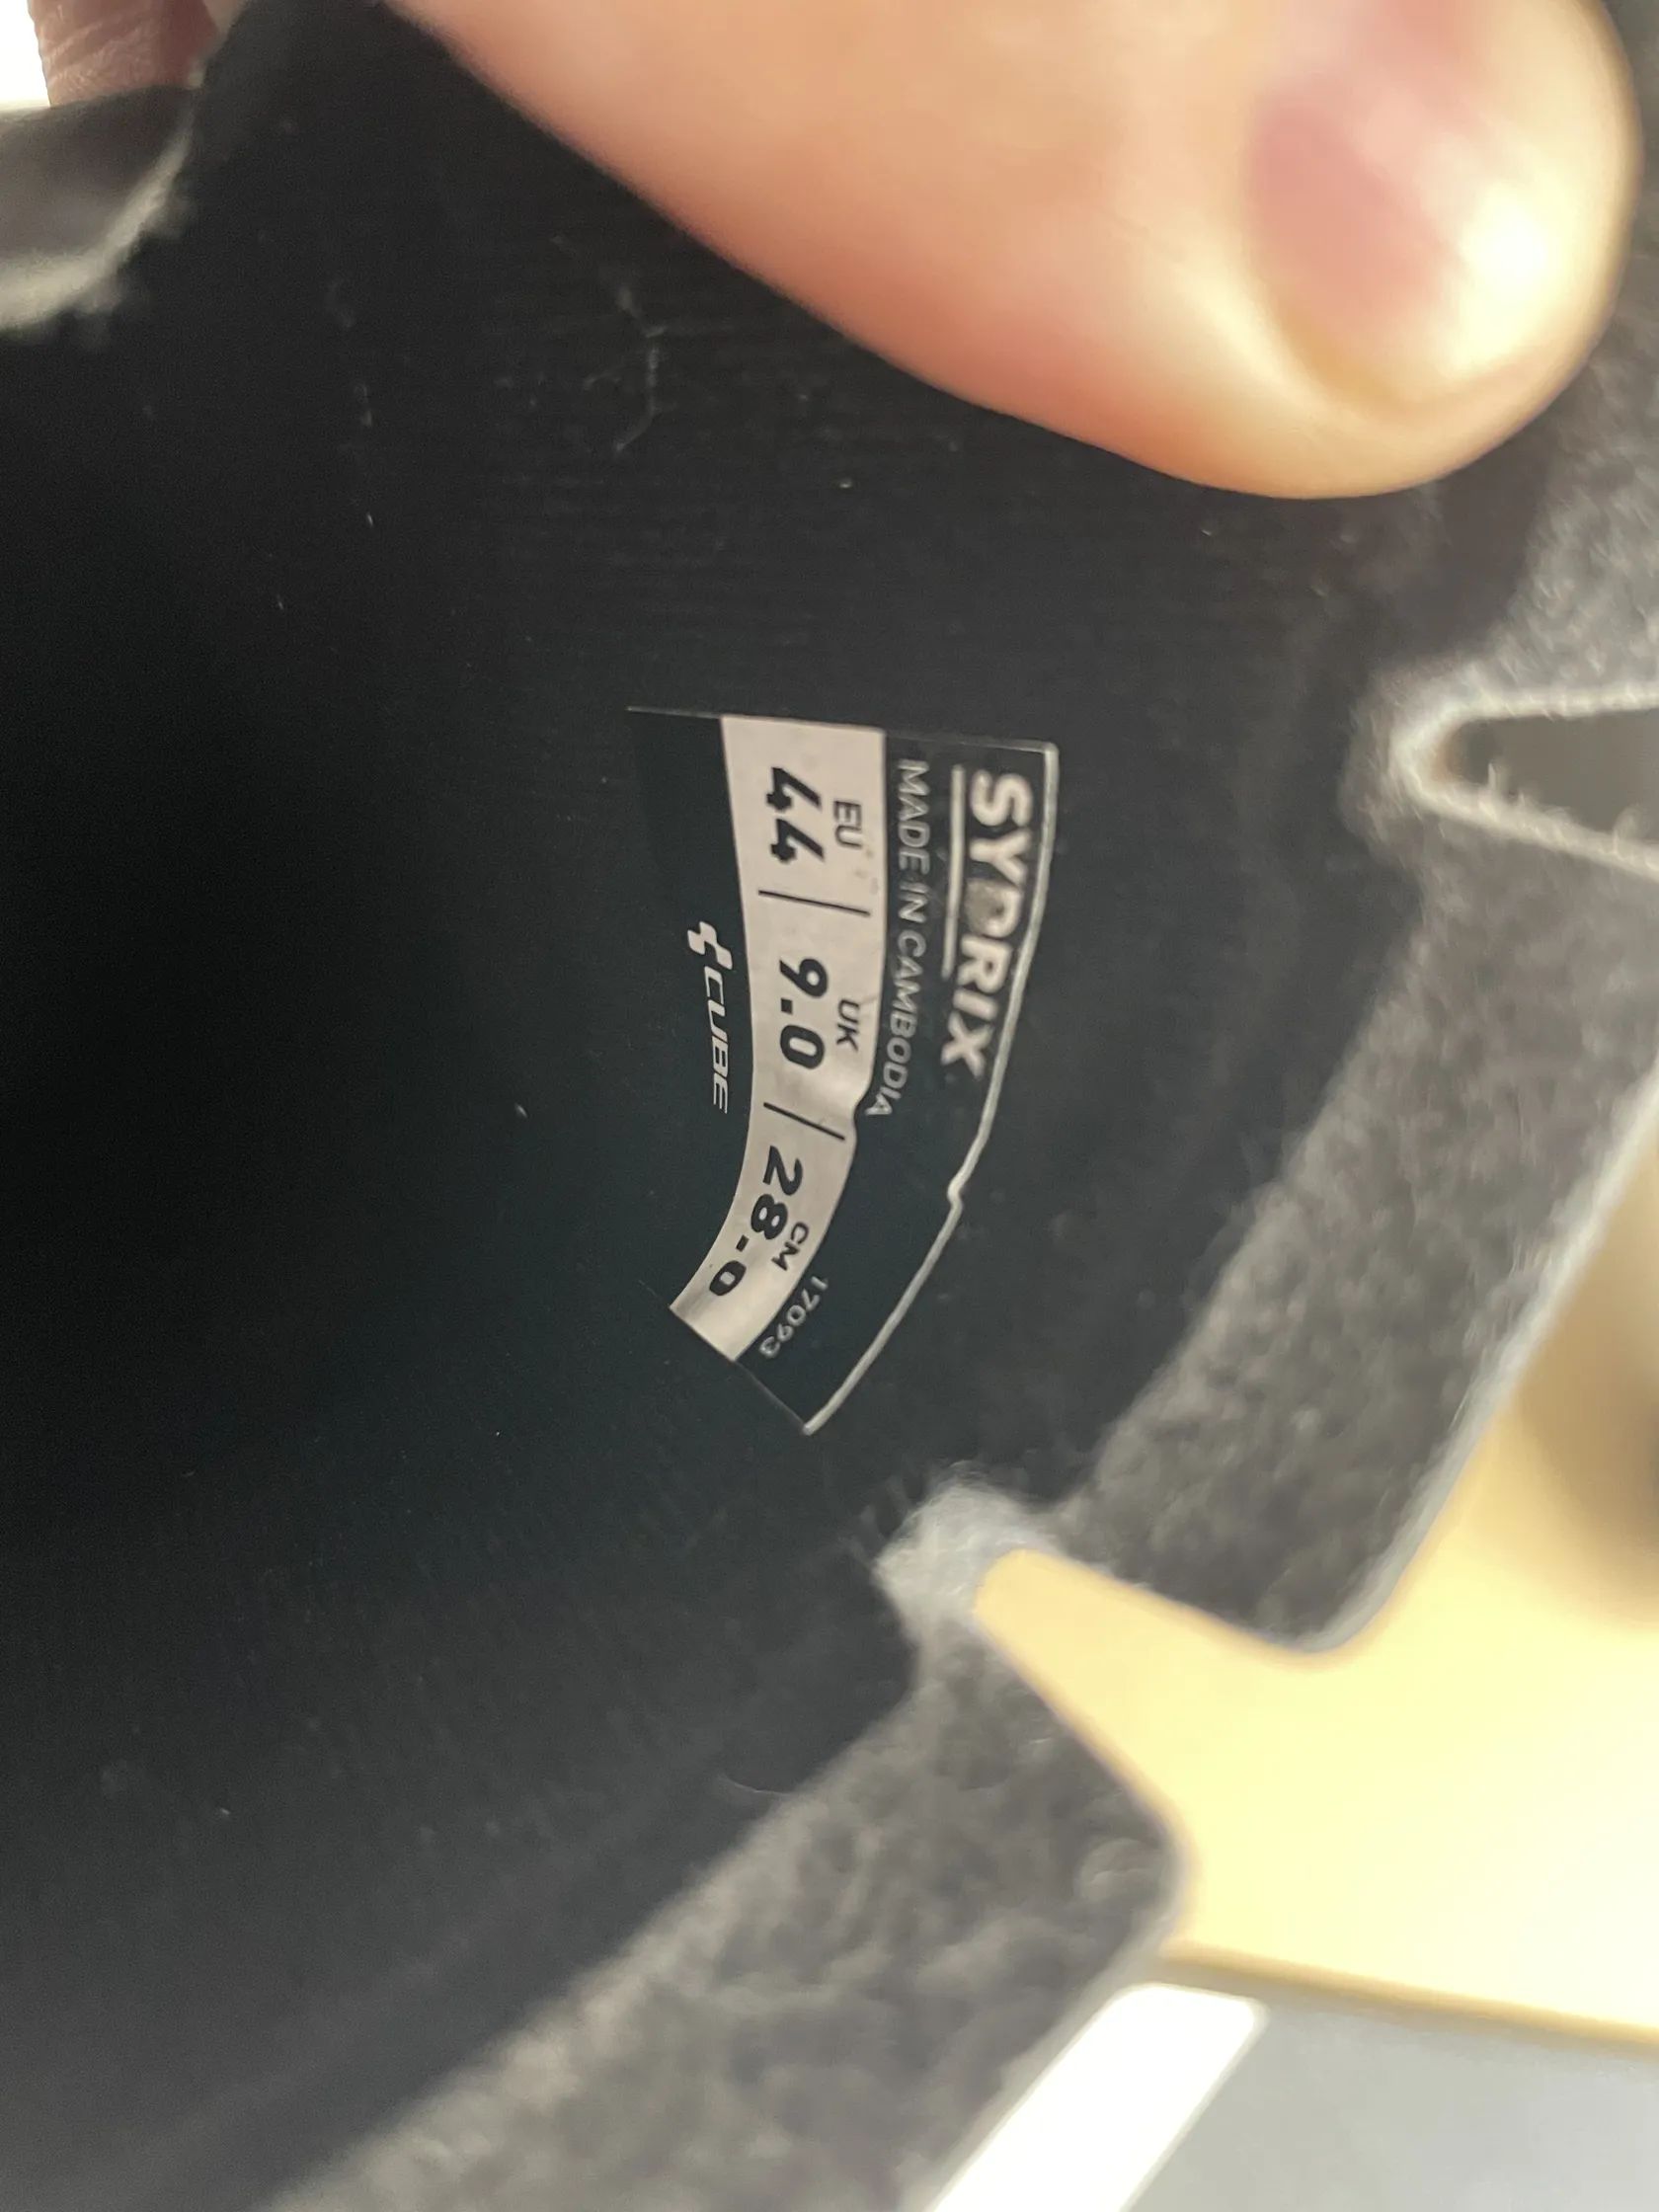 SYDRIX
MADE IN CAMBODIA
17093
EU UK CM
44 | 9.0 | 28.0
CUBE